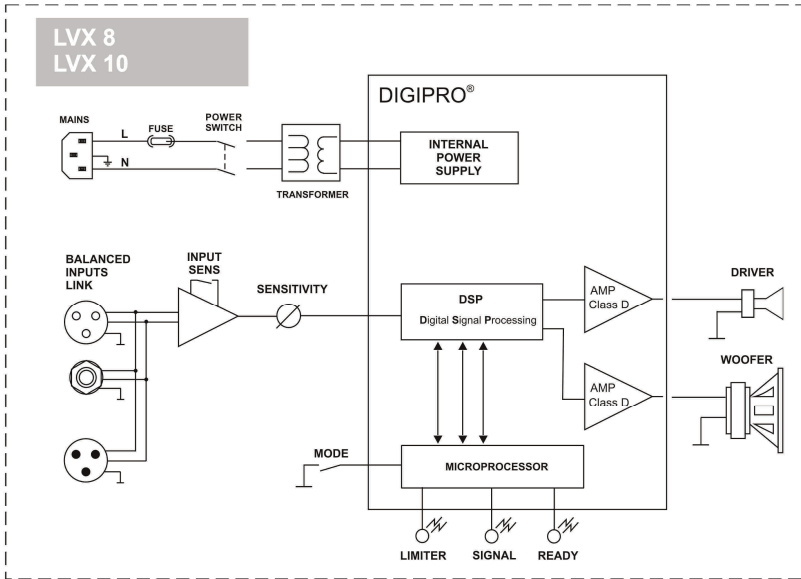 LVX 8
LVX 10
DIGIPRO®
MAINS
L
FUSE
POWER
SWITCH
N
TRANSFORMER
INTERNAL
POWER
SUPPLY
BALANCED
INPUTS
LINK
INPUT
SENS
SENSITIVITY
DSP
Digital Signal Processing
AMP
Class D
DRIVER
AMP
Class D
WOOFER
MODE
MICROPROCESSOR
LIMITER
SIGNAL
READY